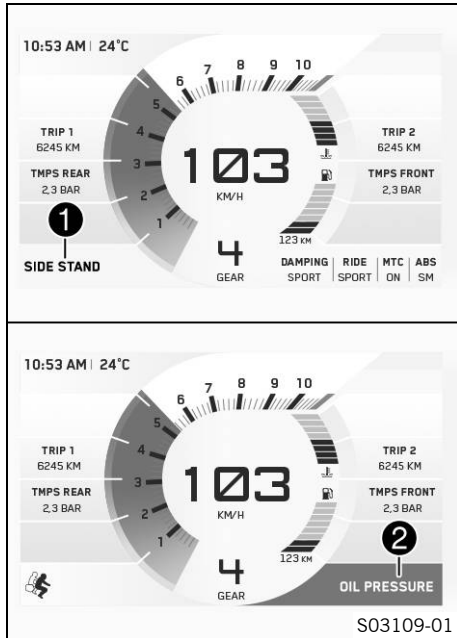 10:53 AM | 24°C
5 6 7 8 9 10
4
3
2
1
TRIP 1
6245 KM
TMPS REAR
2,3 BAR
1
SIDE STAND
103
KM/H
4
GEAR
123 KM
TRIP 2
6245 KM
TMPS FRONT
2,3 BAR
DAMPING | RIDE | MTC | ABS
SPORT | SPORT | ON | SM
10:53 AM | 24°C
5 6 7 8 9 10
4
3
2
1
TRIP 1
6245 KM
TMPS REAR
2,3 BAR
103
KM/H
4
GEAR
123 KM
TRIP 2
6245 KM
TMPS FRONT
2,3 BAR
2
OIL PRESSURE
S03109-01